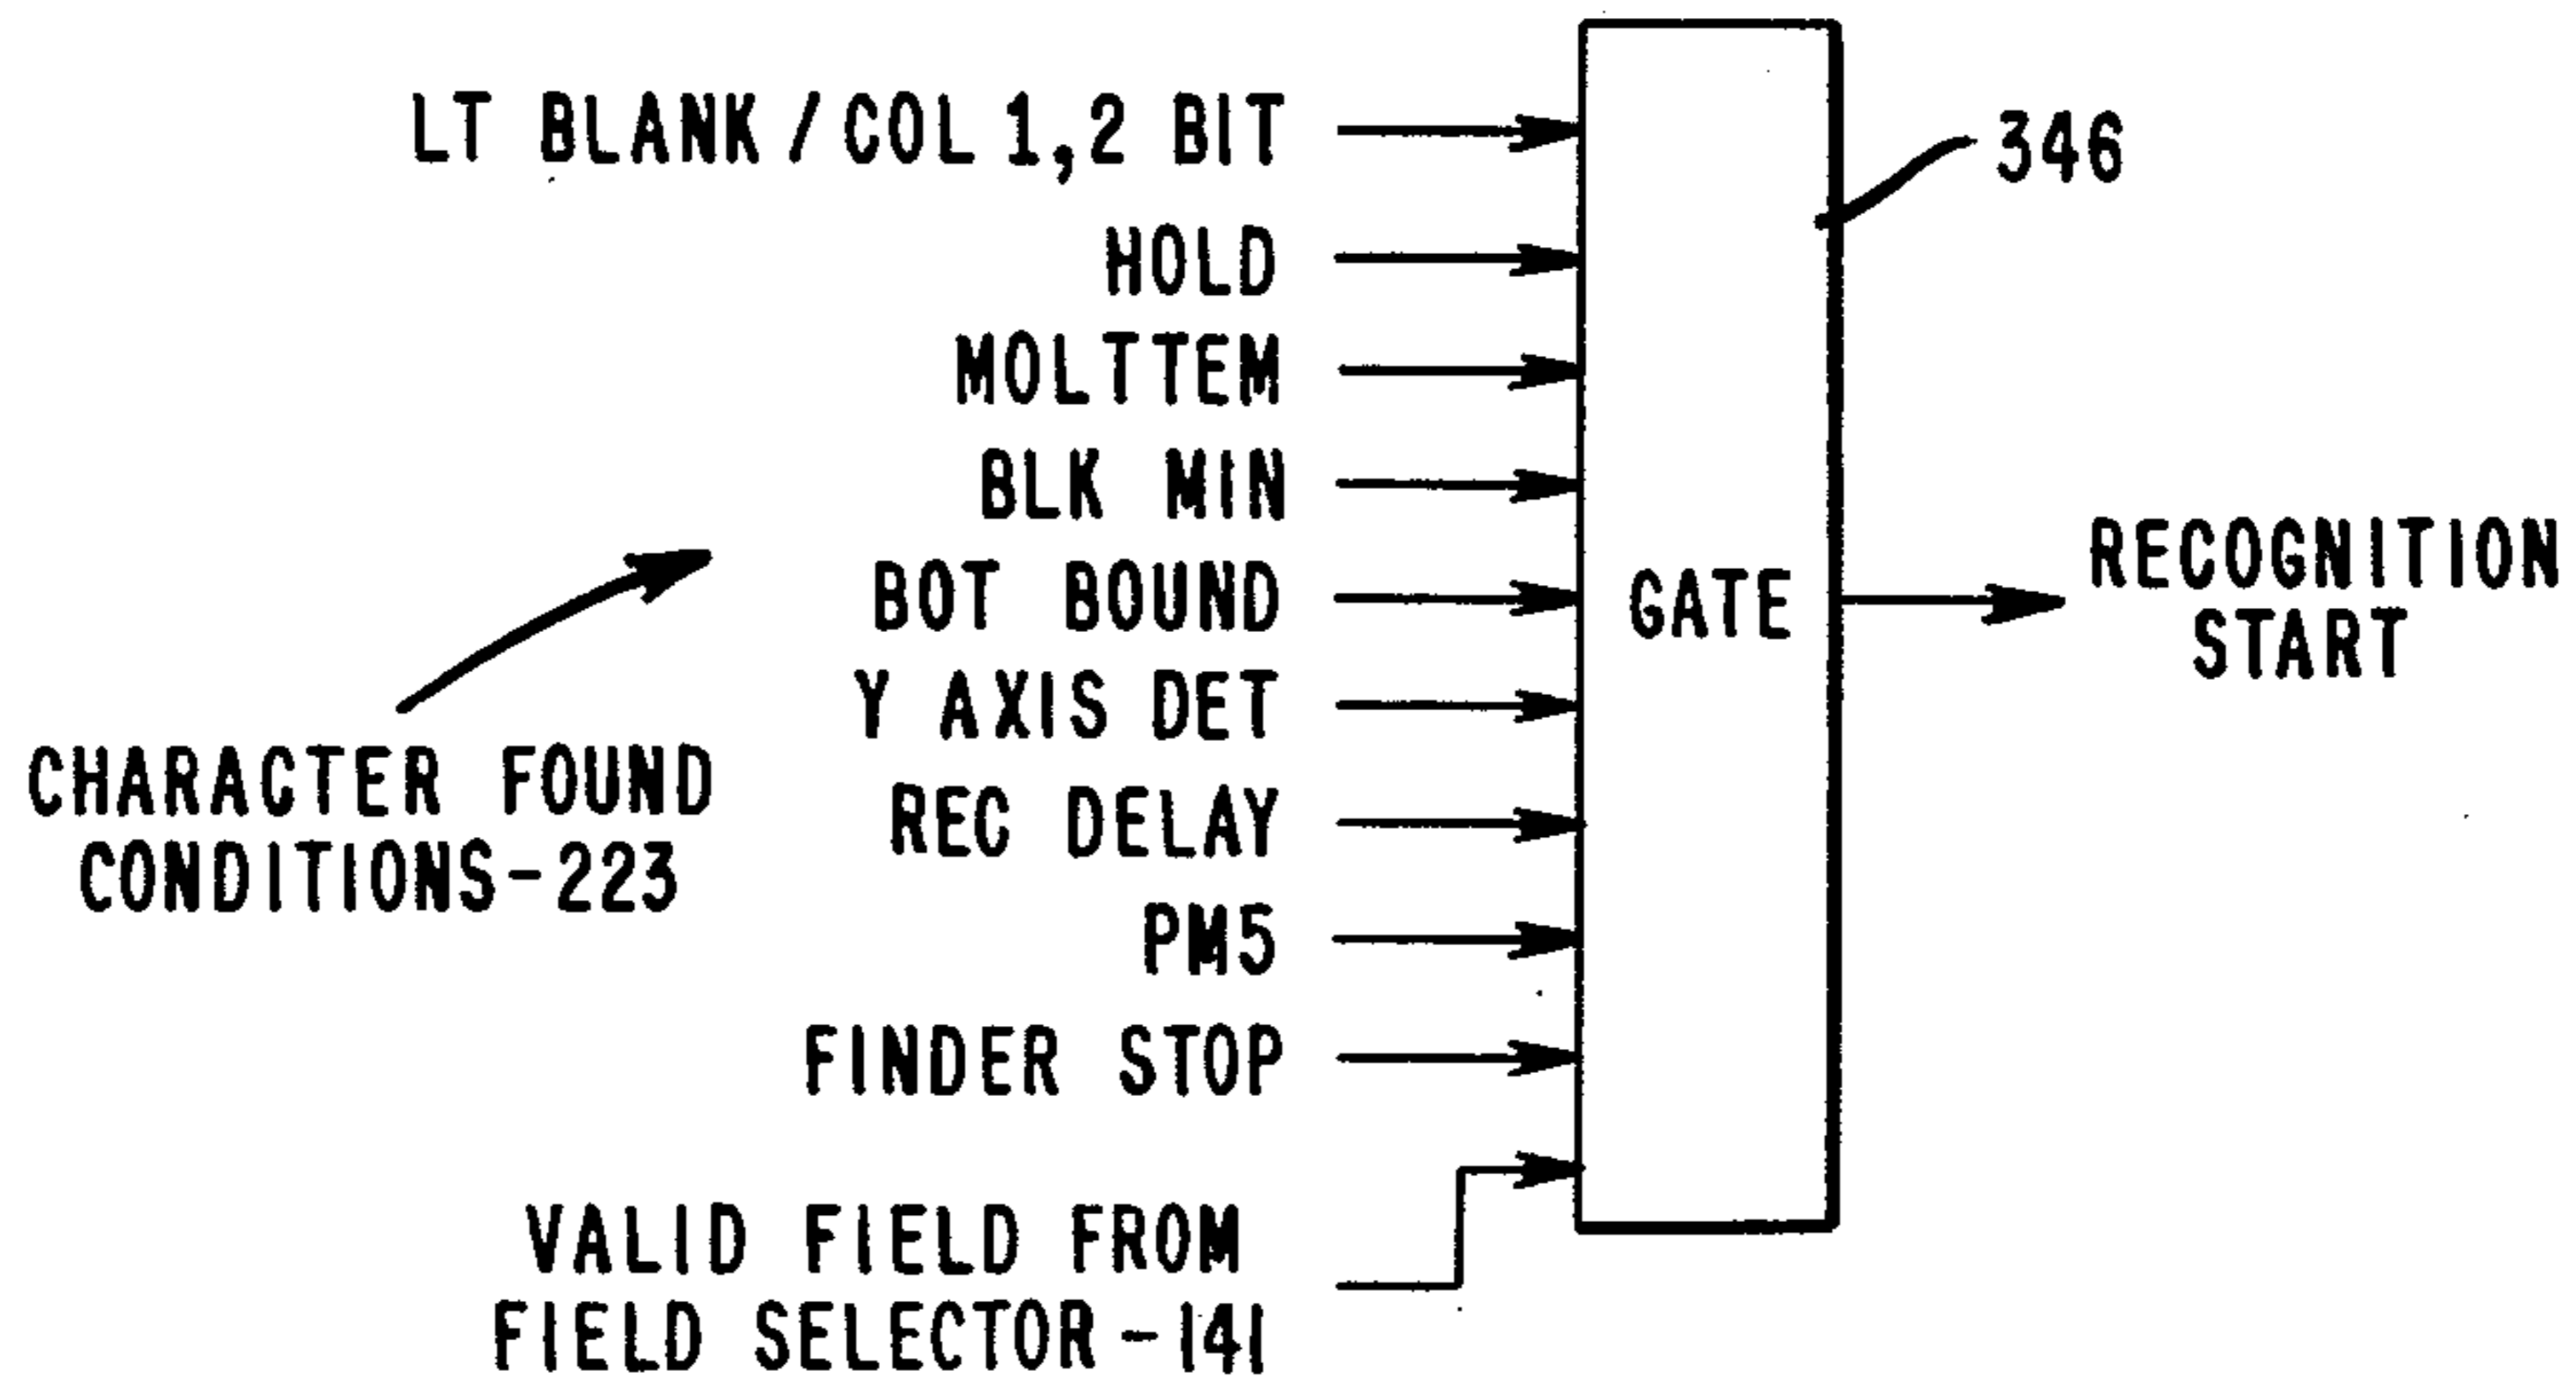 LT BLANK / COL 1,2 BIT
346
HOLD
MOLTTEM
BLK MIN
BOT BOUND
GATE
RECOGNITION
START
Y AXIS DET
CHARACTER FOUND
CONDITIONS-223
REC DELAY
PM5
FINDER STOP
VALID FIELD FROM
FIELD SELECTOR-141